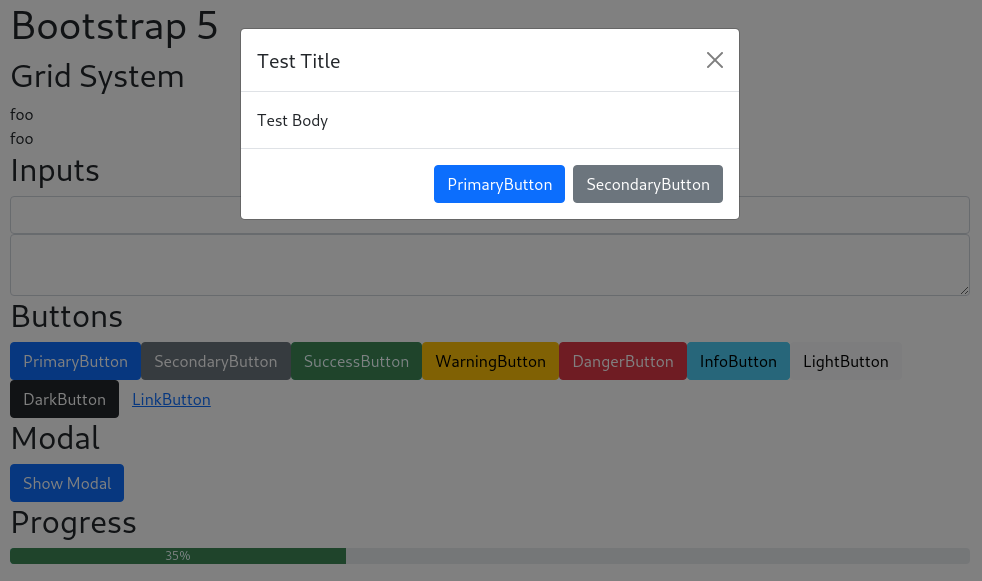 Bootstrap 5
Test Title
Grid System
Test Body
foo
foo
Inputs
PrimaryButton SecondaryButton
Buttons
PrimaryButton SecondaryButton SuccessButton WarningButton DangerButton InfoButton LightButton
DarkButton LinkButton
Modal
Show Modal
Progress
35%